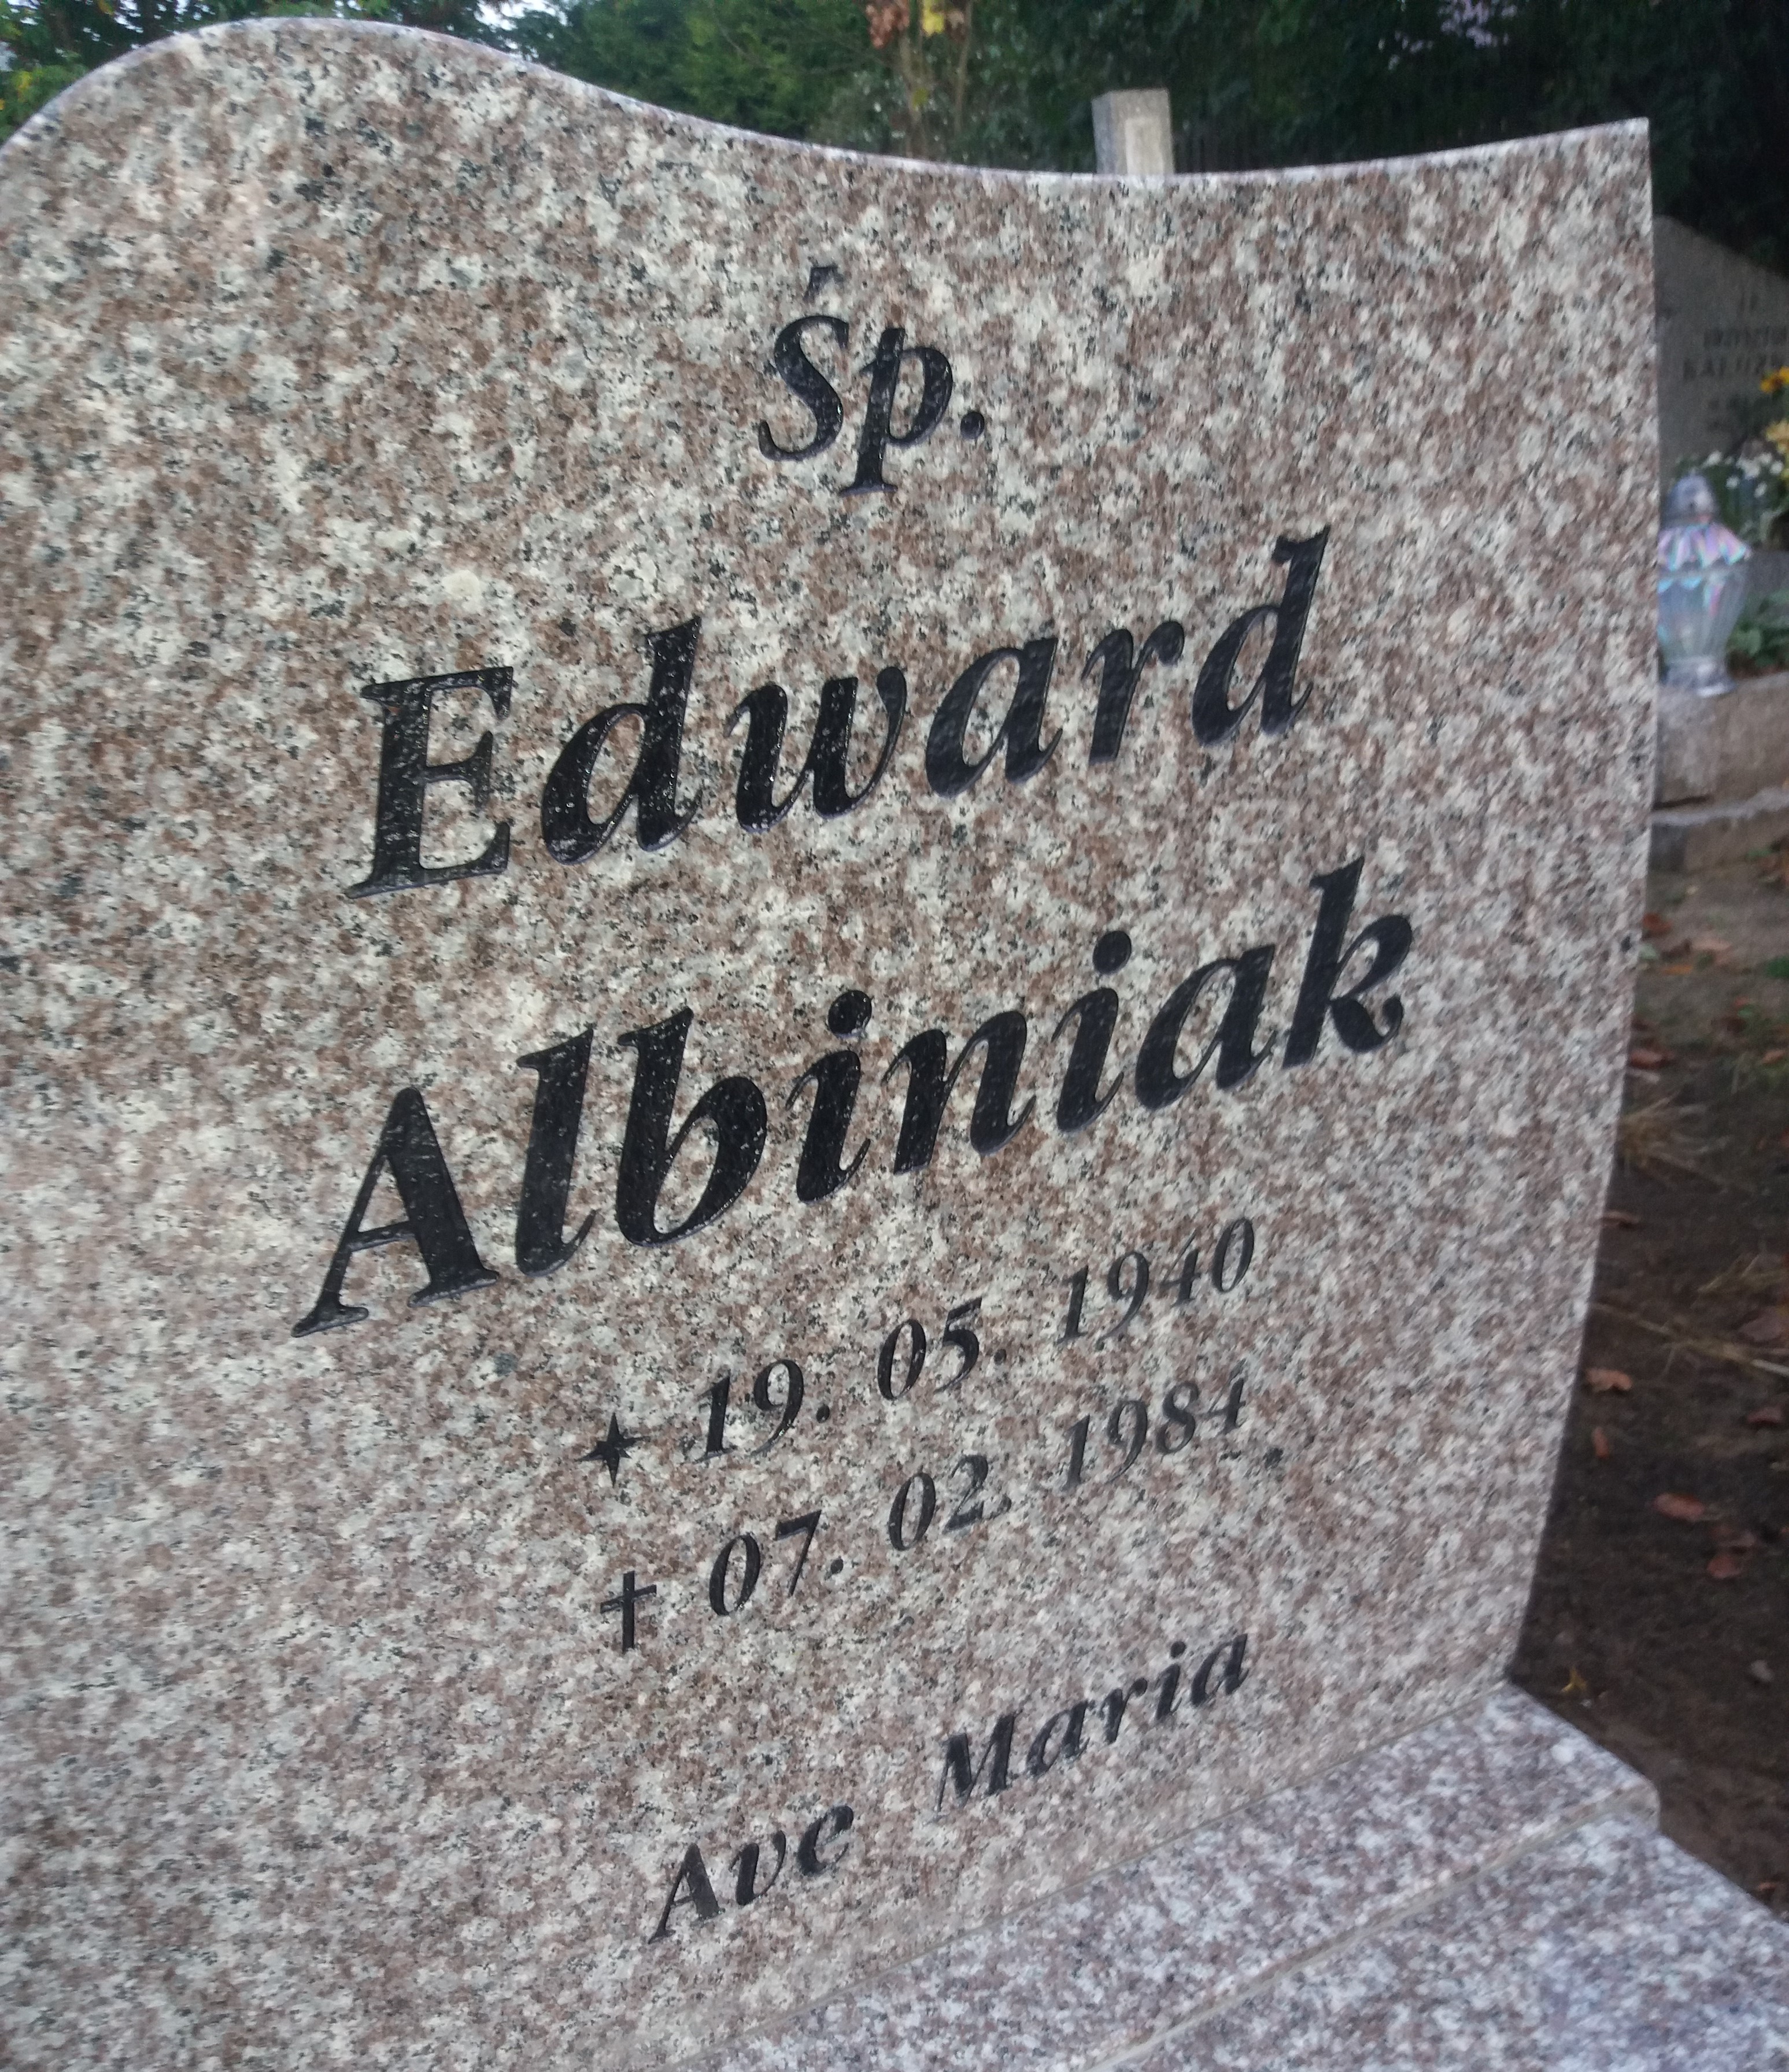 Śp.
Edward
Albiniak
✦ 19. 05. 1940
† 07. 02. 1984
Ave Maria